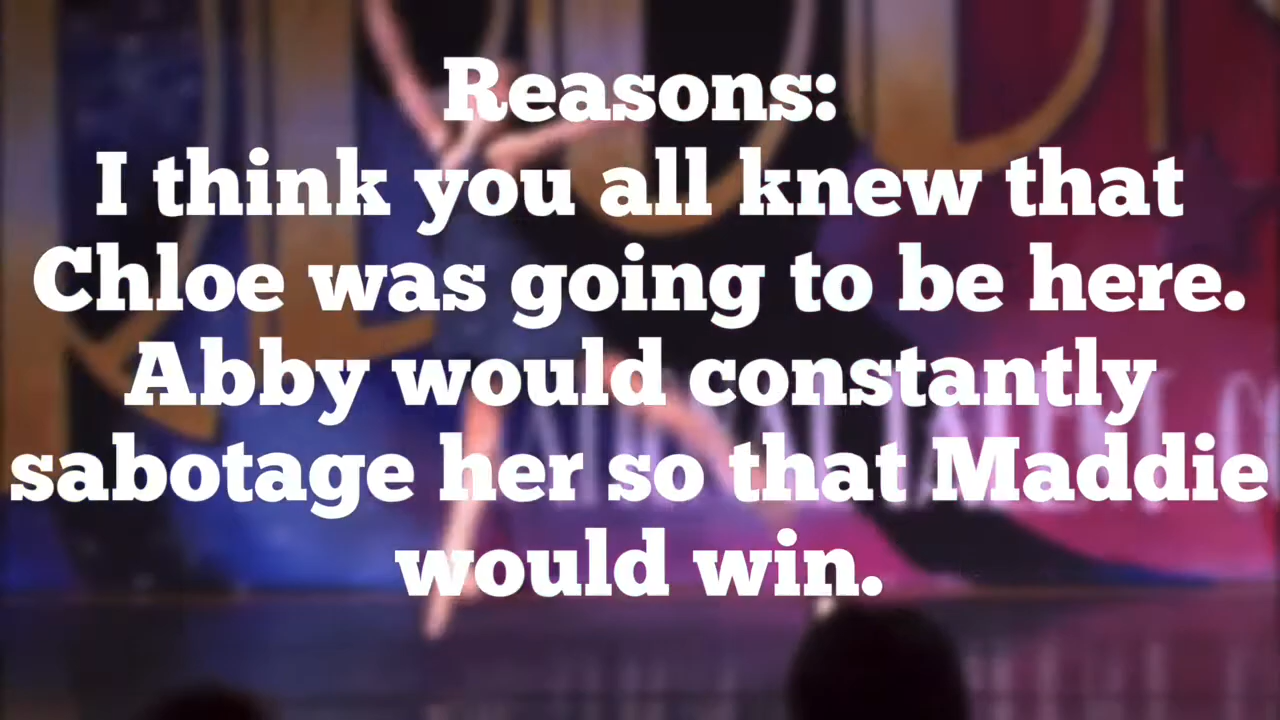 Reasons:
I think you all knew that
Chloe was going to be here.
Abby would constantly
sabotage her so that Maddie
would win.